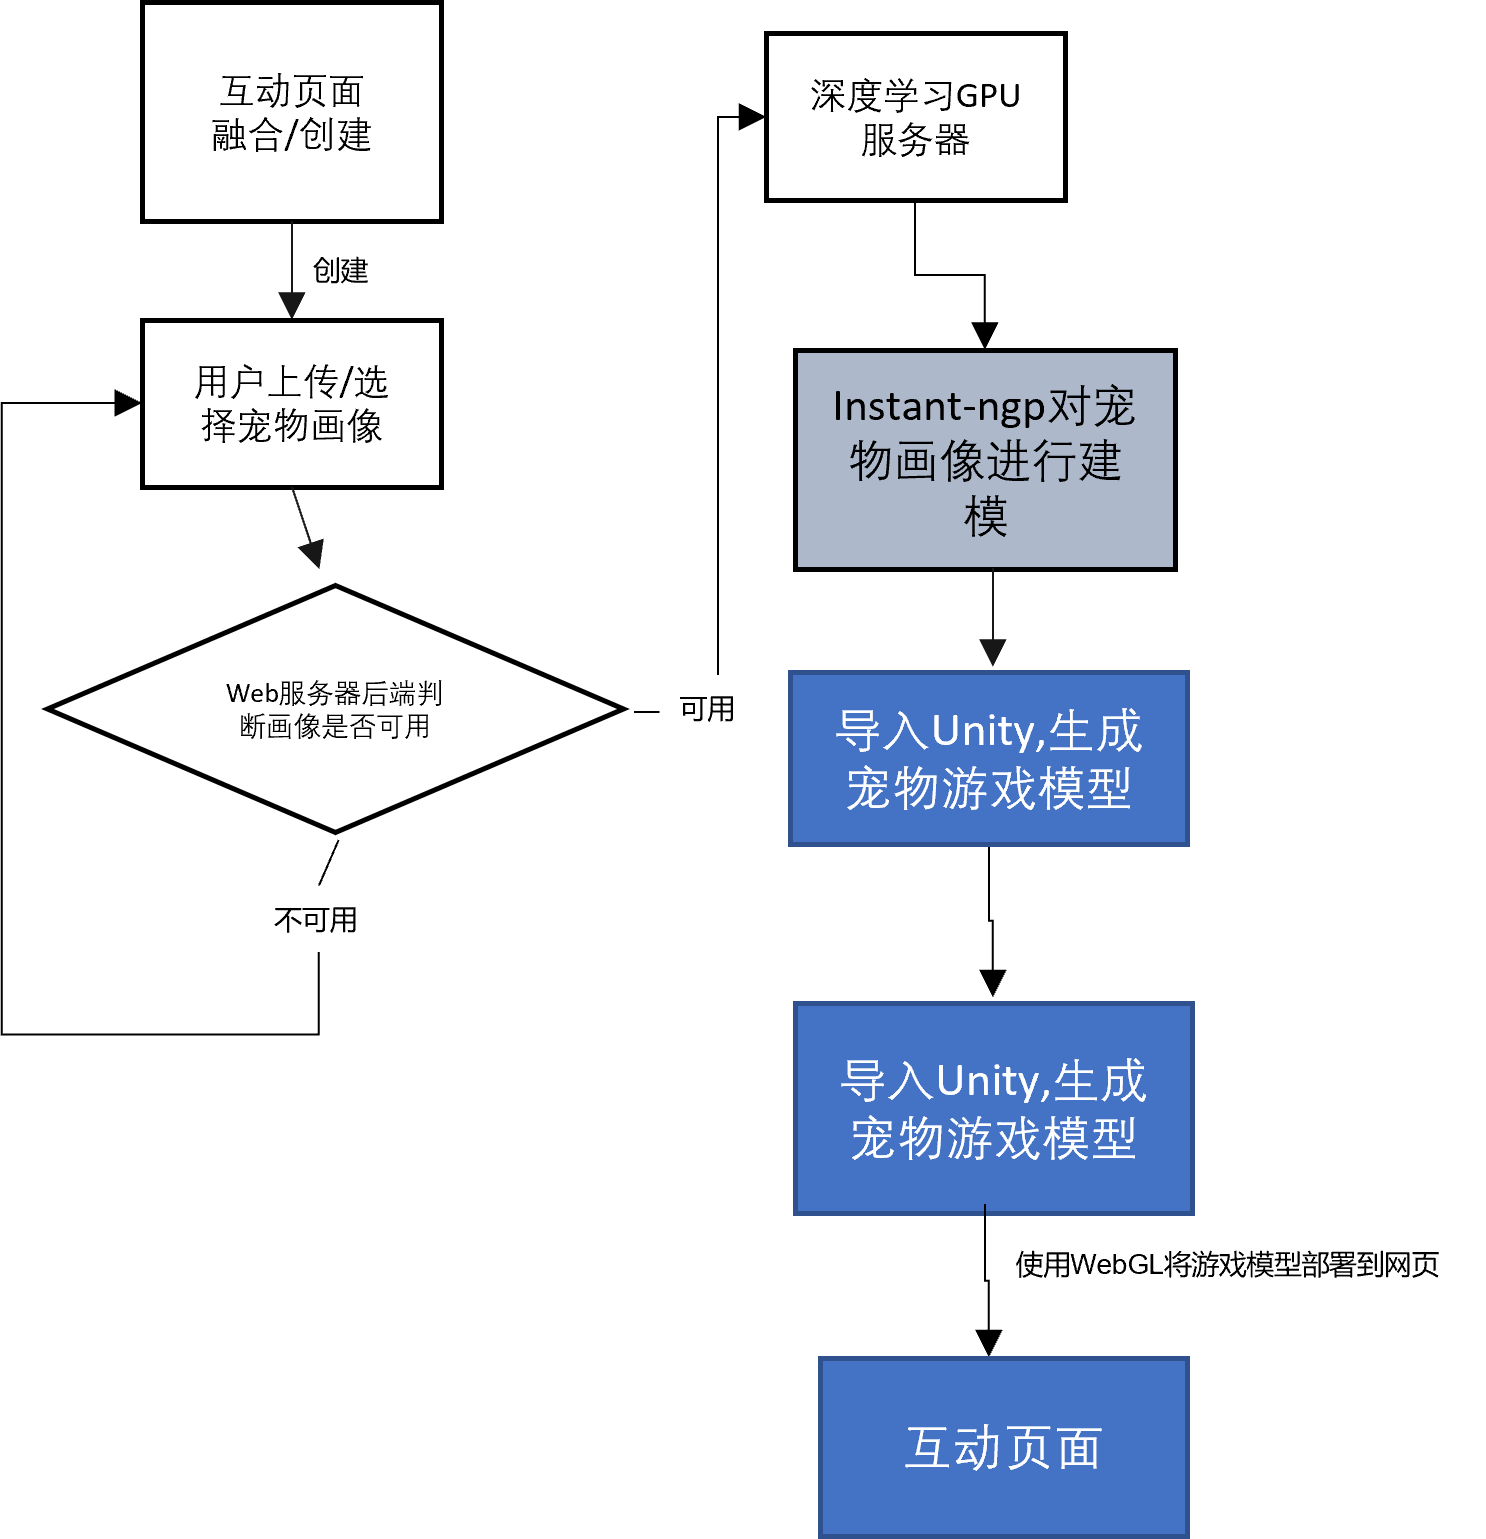 互动页面
融合/创建
创建
用户上传/选
择宠物画像
Web服务器后端判
断画像是否可用
不可用
可用
深度学习GPU
服务器
Instant-ngp对宠
物画像进行建
模
导入Unity,生成
宠物游戏模型
导入Unity,生成
宠物游戏模型
使用WebGL将游戏模型部署到网页
互动页面